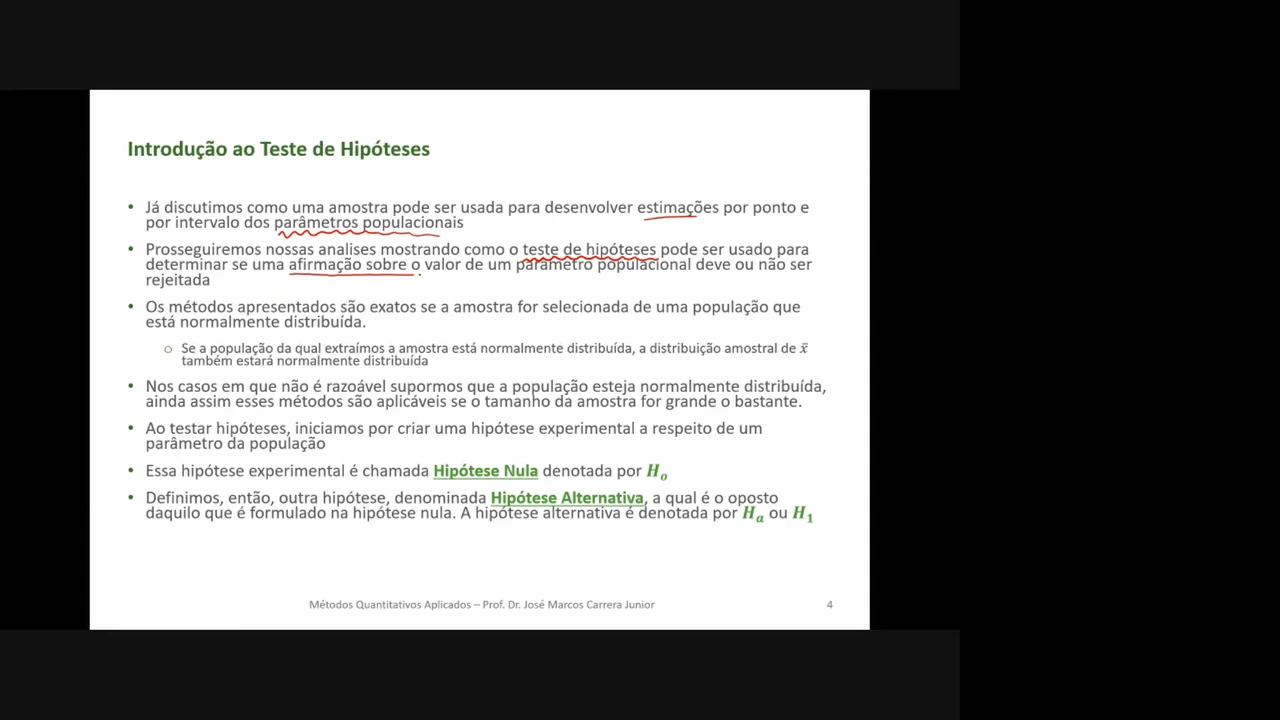 Introdução ao Teste de Hipóteses
• Já discutimos como uma amostra pode ser usada para desenvolver estimações por ponto e
por intervalo dos parâmetros populacionais
• Prosseguiremos nossas analises mostrando como o teste de hipóteses pode ser usado para
determinar se uma afirmação sobre o valor de um parâmetro populacional deve ou não ser
rejeitada
• Os métodos apresentados são exatos se a amostra for selecionada de uma população que
está normalmente distribuída.
○ Se a população da qual extraímos a amostra está normalmente distribuída, a distribuição amostral de x̄
também estará normalmente distribuída
• Nos casos em que não é razoável supormos que a população esteja normalmente distribuída,
ainda assim esses métodos são aplicáveis se o tamanho da amostra for grande o bastante.
• Ao testar hipóteses, iniciamos por criar uma hipótese experimental a respeito de um
parâmetro da população
• Essa hipótese experimental é chamada Hipótese Nula denotada por Hₒ
• Definimos, então, outra hipótese, denominada Hipótese Alternativa, a qual é o oposto
daquilo que é formulado na hipótese nula. A hipótese alternativa é denotada por Hₐ ou H₁
Métodos Quantitativos Aplicados – Prof. Dr. José Marcos Carrera Junior
4